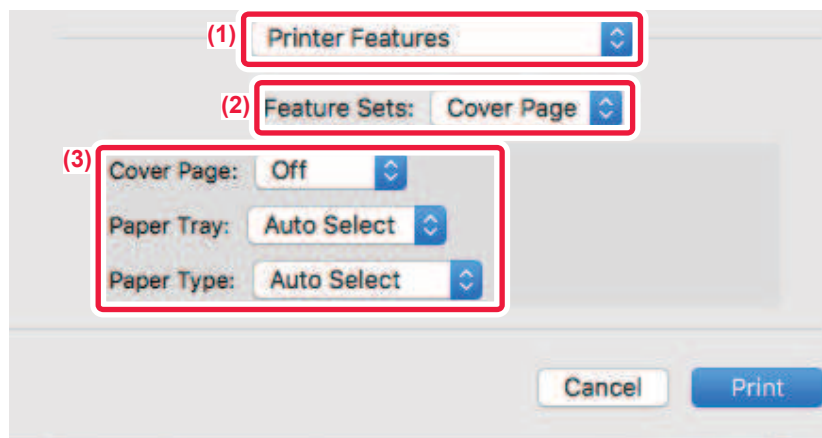 (1) Printer Features
(2) Feature Sets: Cover Page
(3) Cover Page: Off
Paper Tray: Auto Select
Paper Type: Auto Select
Cancel Print